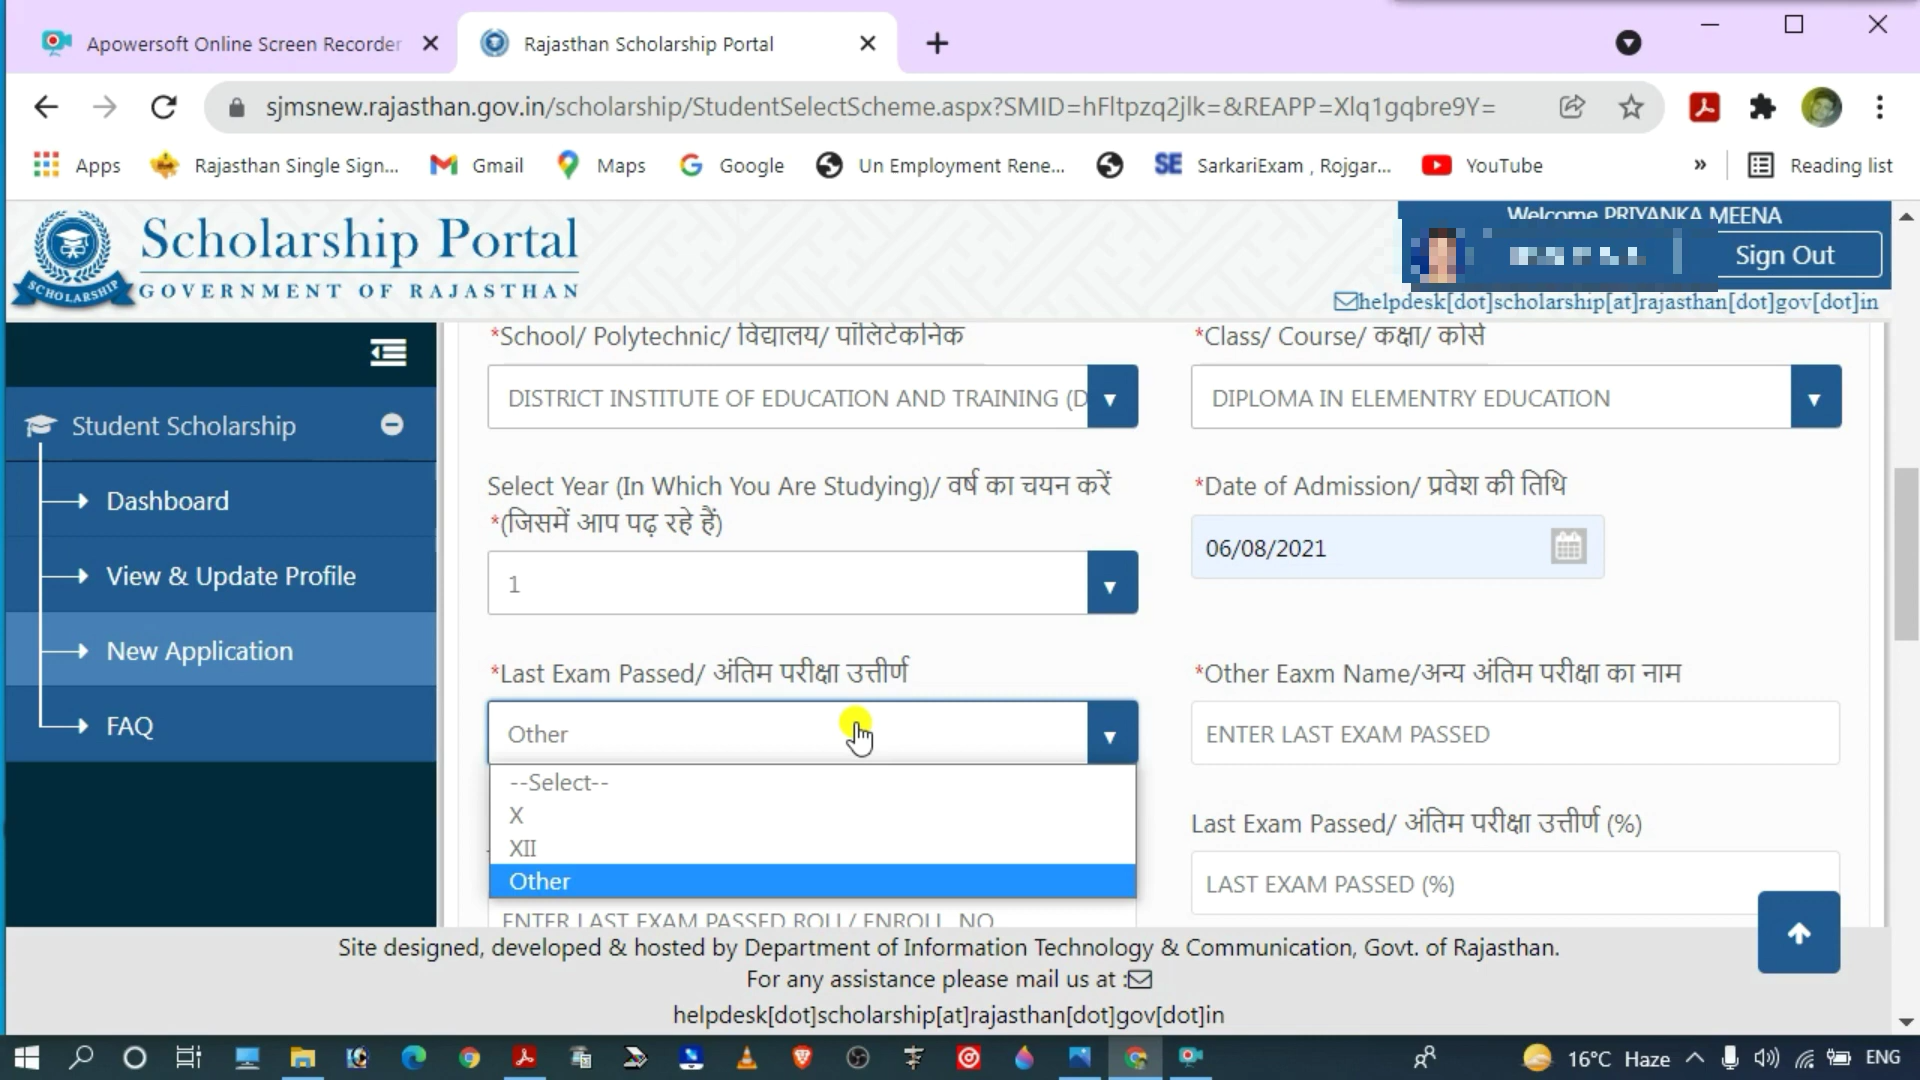 Apowersoft Online Screen Recorder
Rajasthan Scholarship Portal
sjmsnew.rajasthan.gov.in/scholarship/StudentSelectScheme.aspx?SMID=hFltpzq2jlk=&REAPP=Xlq1gqbre9Y=
Apps Rajasthan Single Sign... Gmail Maps Google Un Employment Rene... SE SarkariExam , Rojgar... YouTube » Reading list
SCHOLARSHIP
Scholarship Portal
GOVERNMENT OF RAJASTHAN
Welcome PRIYANKA MEENA
Sign Out
helpdesk[dot]scholarship[at]rajasthan[dot]gov[dot]in
Student Scholarship
Dashboard
View & Update Profile
New Application
FAQ
*School/ Polytechnic/ विद्यालय/ पॉलिटेकनिक
*Class/ Course/ कक्षा/ कोर्स
DISTRICT INSTITUTE OF EDUCATION AND TRAINING (D
DIPLOMA IN ELEMENTRY EDUCATION
Select Year (In Which You Are Studying)/ वर्ष का चयन करें
*(जिसमें आप पढ़ रहे हैं)
*Date of Admission/ प्रवेश की तिथि
1
06/08/2021
*Last Exam Passed/ अंतिम परीक्षा उत्तीर्ण
*Other Eaxm Name/अन्य अंतिम परीक्षा का नाम
Other
ENTER LAST EXAM PASSED
--Select--
X
XII
Other
Last Exam Passed/ अंतिम परीक्षा उत्तीर्ण (%)
LAST EXAM PASSED (%)
ENTER LAST EXAM PASSED ROLL/ ENROLL. NO
Site designed, developed & hosted by Department of Information Technology & Communication, Govt. of Rajasthan.
For any assistance please mail us at :
helpdesk[dot]scholarship[at]rajasthan[dot]gov[dot]in
16°C Haze ENG